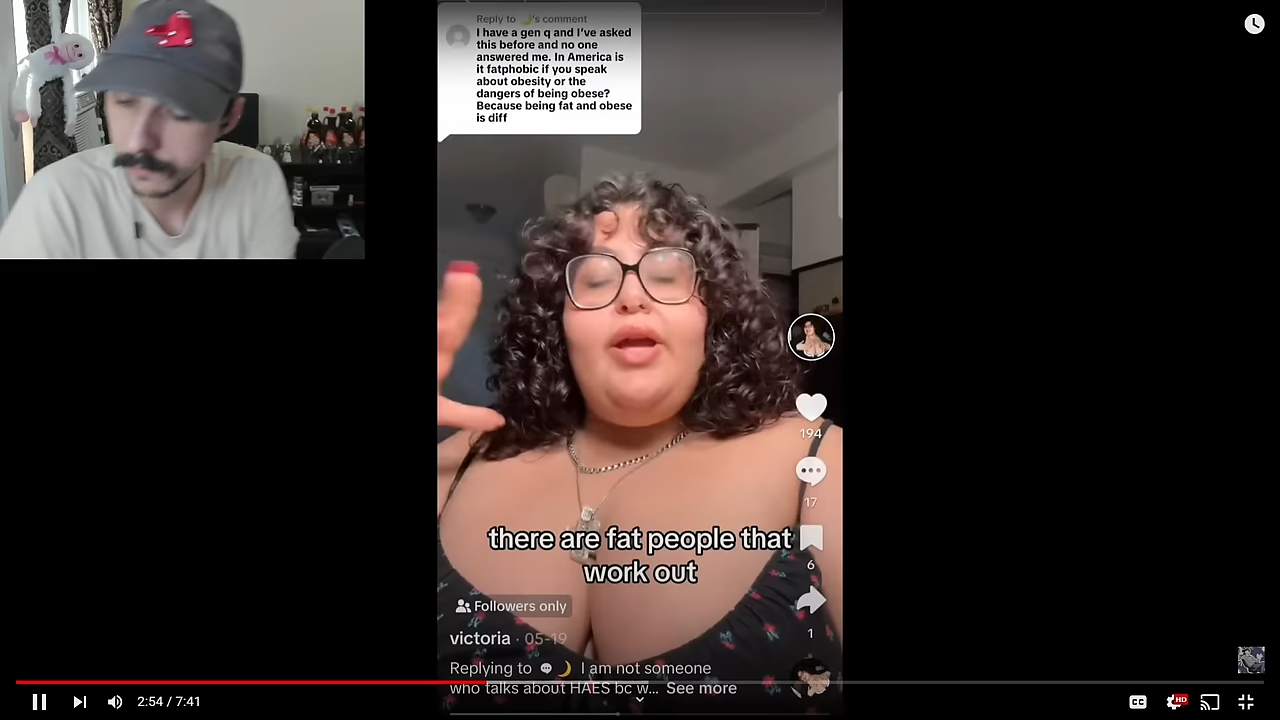 Reply to 🌙's comment
I have a gen q and I've asked
this before and no one
answered me. In America is
it fatphobic if you speak
about obesity or the
dangers of being obese?
Because being fat and obese
is diff
194
17
there are fat people that
work out
6
Followers only
1
victoria · 05-19
Replying to 💬🌙 I am not someone
who talks about HAES bc w... See more
2:54 / 7:41
CC
HD